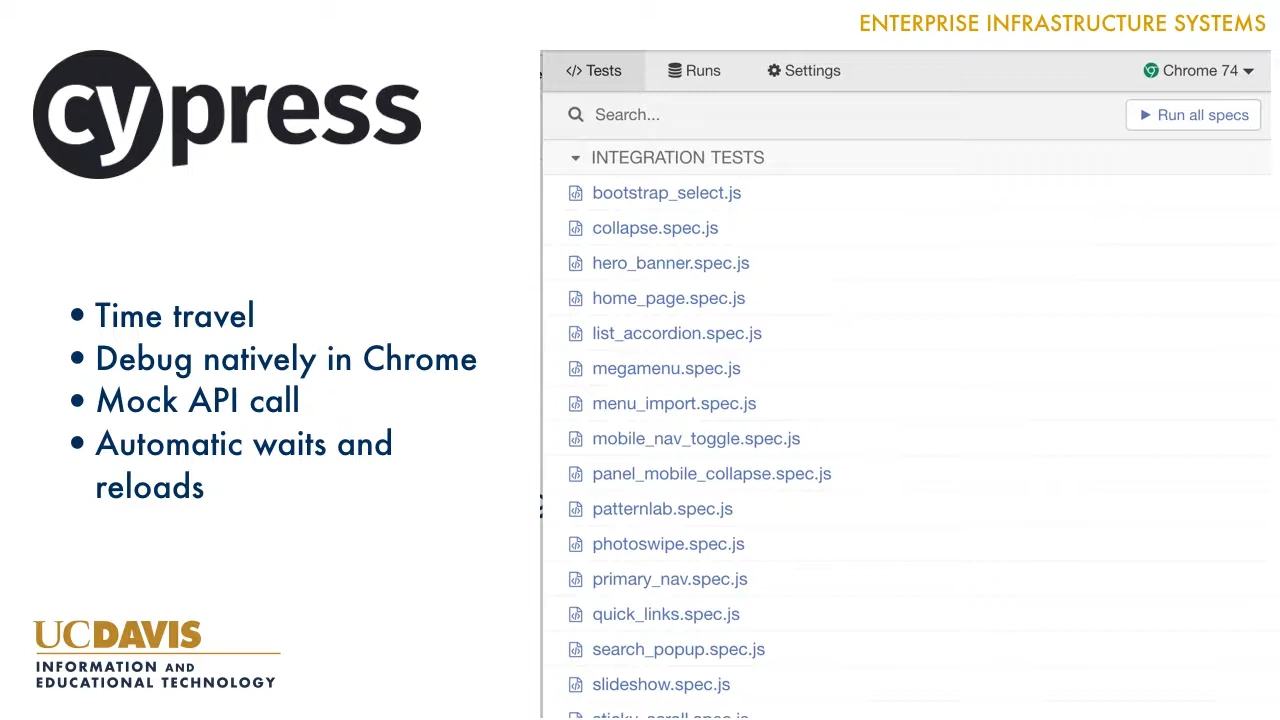 ENTERPRISE INFRASTRUCTURE SYSTEMS
cypress
• Time travel
• Debug natively in Chrome
• Mock API call
• Automatic waits and
reloads
UCDAVIS
INFORMATION AND
EDUCATIONAL TECHNOLOGY
</> Tests Runs Settings Chrome 74
Search... Run all specs
INTEGRATION TESTS
bootstrap_select.js
collapse.spec.js
hero_banner.spec.js
home_page.spec.js
list_accordion.spec.js
megamenu.spec.js
menu_import.spec.js
mobile_nav_toggle.spec.js
panel_mobile_collapse.spec.js
patternlab.spec.js
photoswipe.spec.js
primary_nav.spec.js
quick_links.spec.js
search_popup.spec.js
slideshow.spec.js